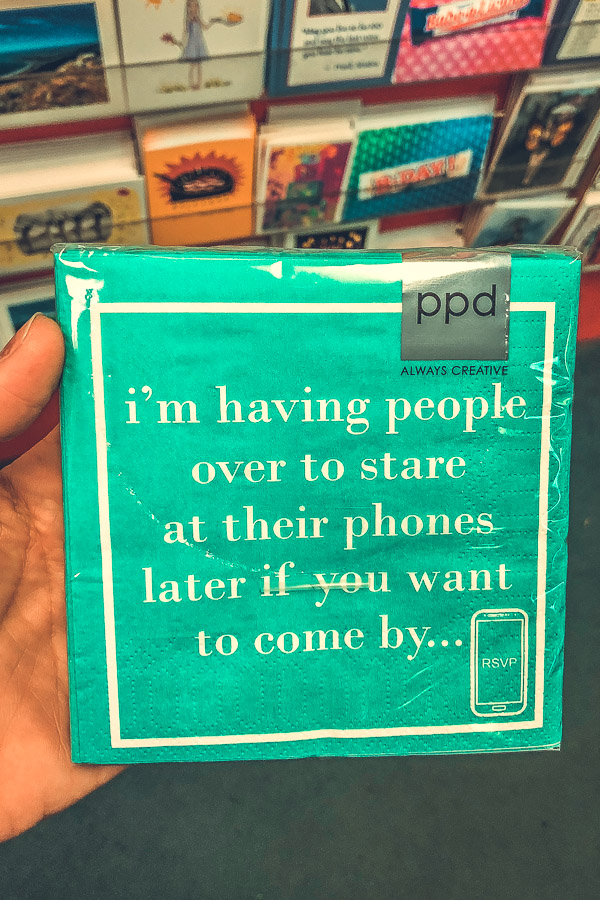 ppd
ALWAYS CREATIVE
i'm having people
over to stare
at their phones
later if you want
to come by...
RSVP